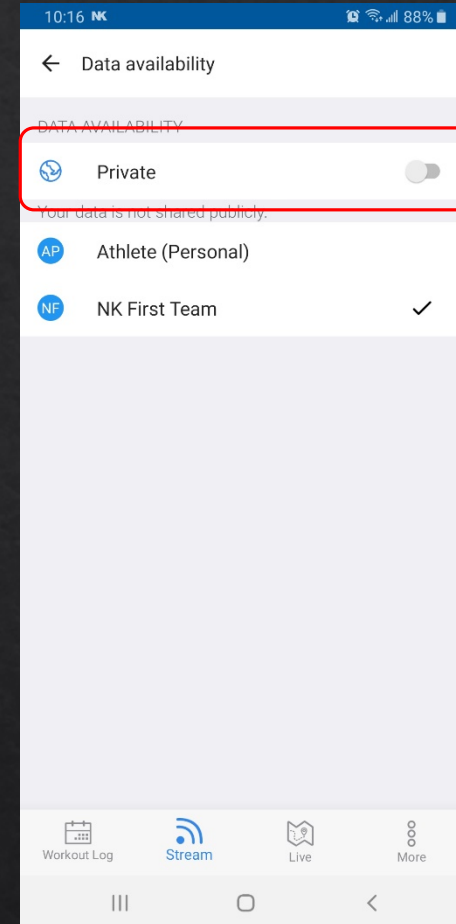 10:16 NK 88%
Data availability
DATA AVAILABILITY
Private
Your data is not shared publicly.
AP Athlete (Personal)
NF NK First Team
Workout Log Stream Live More